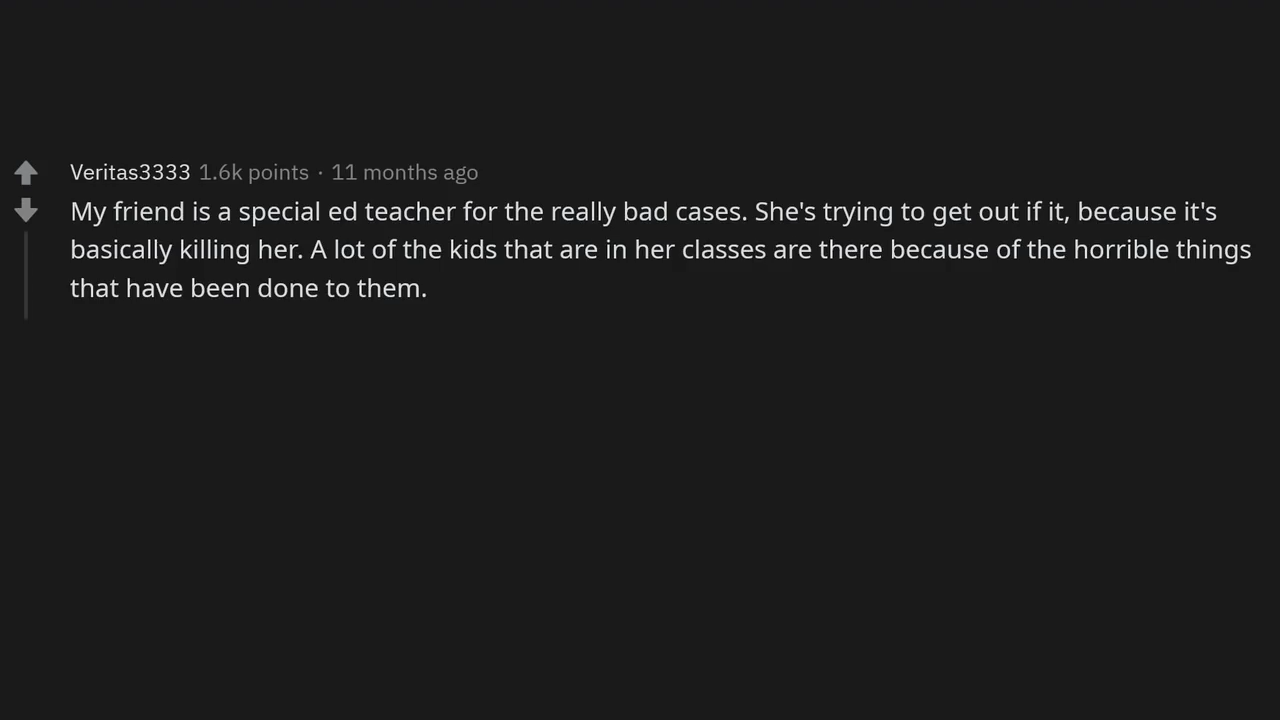 Veritas3333 1.6k points · 11 months ago
My friend is a special ed teacher for the really bad cases. She's trying to get out if it, because it's
basically killing her. A lot of the kids that are in her classes are there because of the horrible things
that have been done to them.